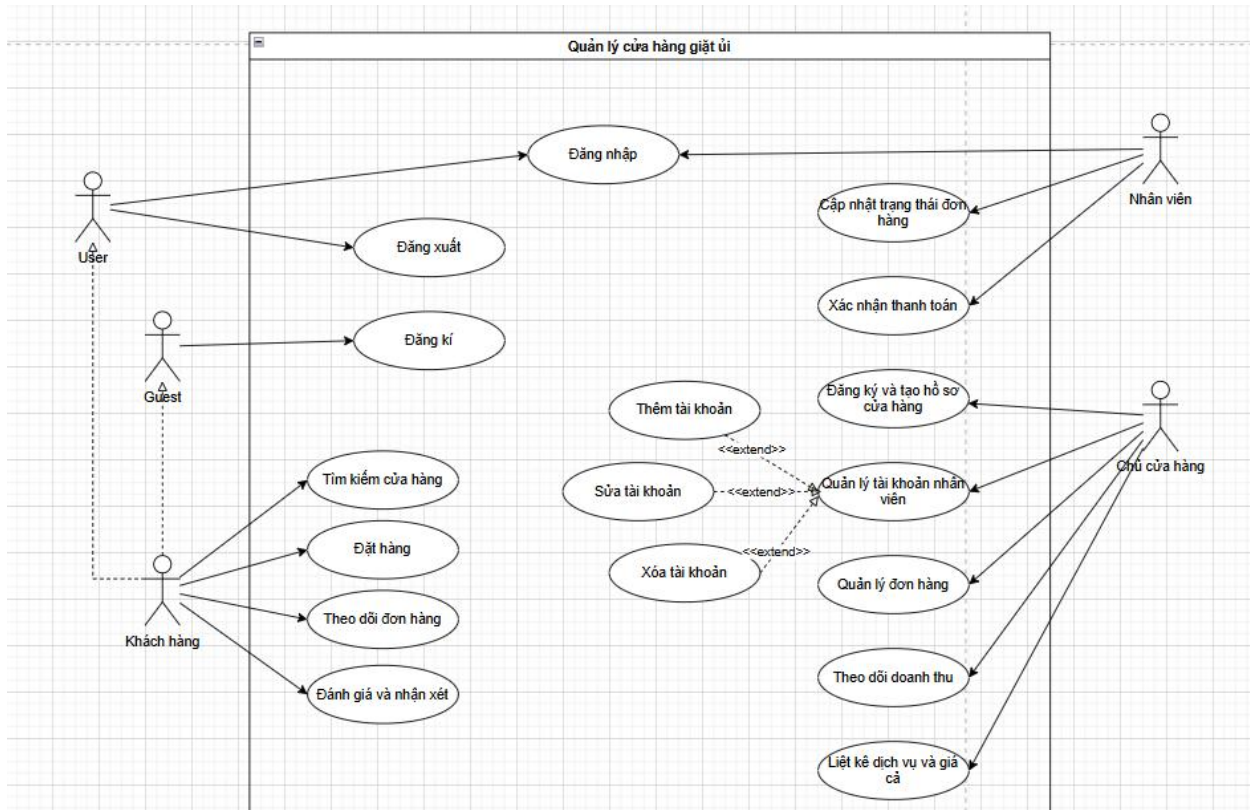 Quản lý cửa hàng giặt ủi
Đăng nhập
Nhân viên
Cập nhật trạng thái đơn
hàng
User
Đăng xuất
Xác nhận thanh toán
Guest
Đăng kí
Đăng ký và tạo hồ sơ
cửa hàng
Thêm tài khoản
<<extend>>
Chủ cửa hàng
Tìm kiếm cửa hàng
Sửa tài khoản
<<extend>>
Quản lý tài khoản nhân
viên
Đặt hàng
<<extend>>
Xóa tài khoản
Quản lý đơn hàng
Theo dõi đơn hàng
Khách hàng
Theo dõi doanh thu
Đánh giá và nhận xét
Liệt kê dịch vụ và giá
cả